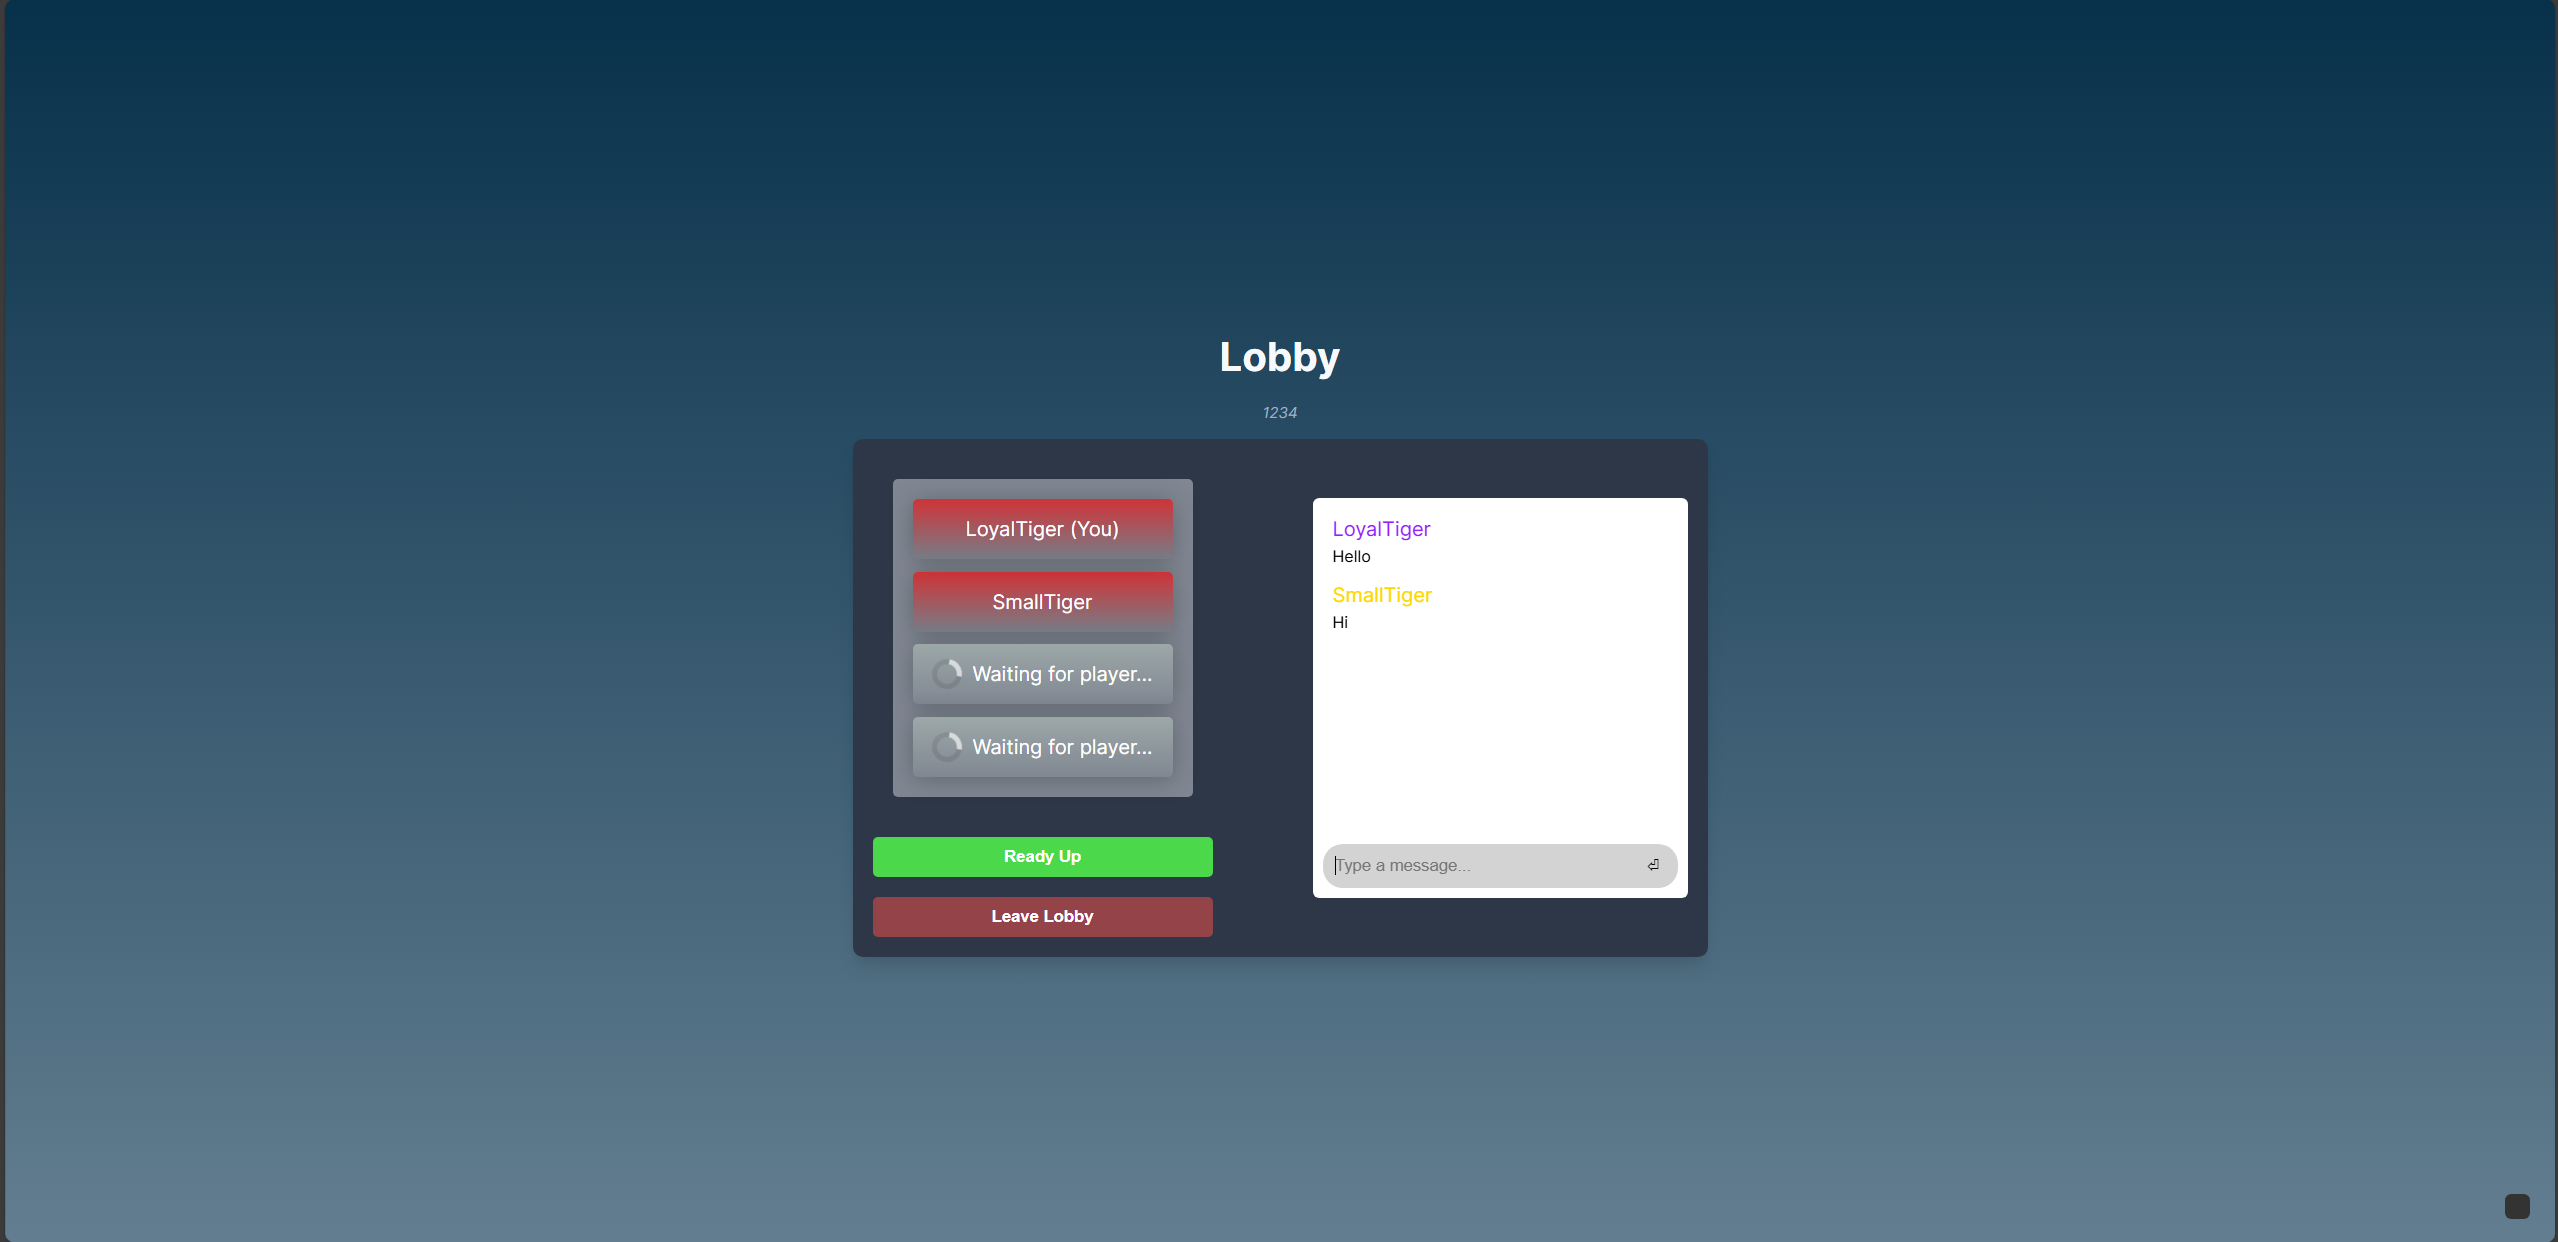 Lobby
1234
LoyalTiger (You)
SmallTiger
Waiting for player...
Waiting for player...
Ready Up
Leave Lobby
LoyalTiger
Hello
SmallTiger
Hi
Type a message...